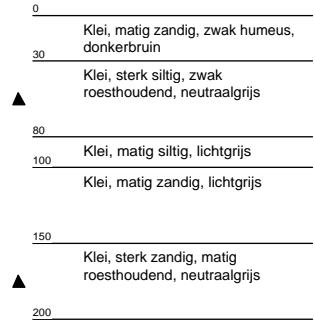 0
Klei, matig zandig, zwak humeus,
donkerbruin
30
Klei, sterk siltig, zwak
roesthoudend, neutraalgrijs
80
Klei, matig siltig, lichtgrijs
100
Klei, matig zandig, lichtgrijs
150
Klei, sterk zandig, matig
roesthoudend, neutraalgrijs
200